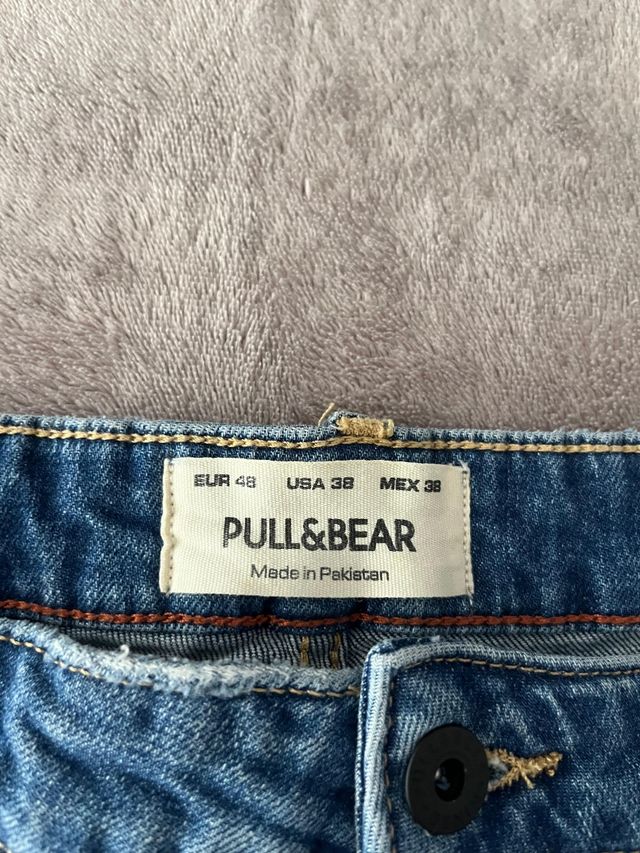 EUR 48 USA 38 MEX 38
PULL&BEAR
Made in Pakistan